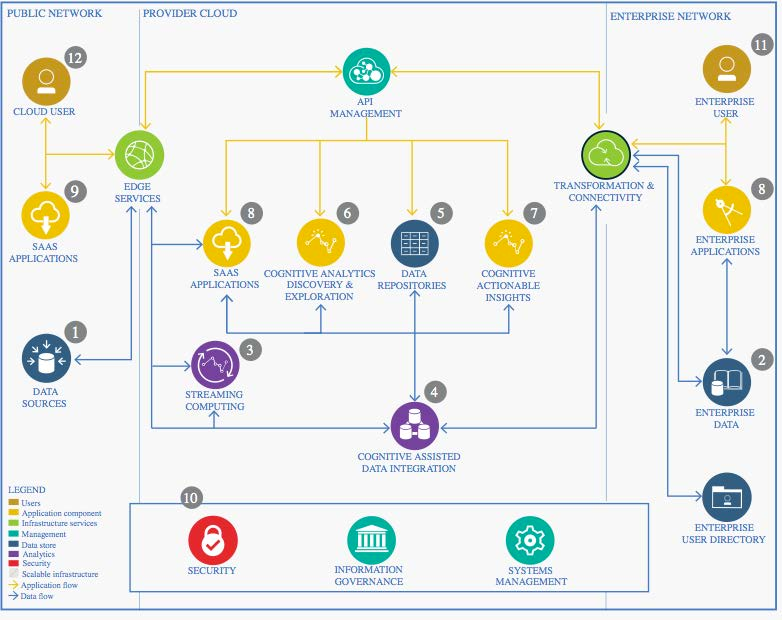 PUBLIC NETWORK
PROVIDER CLOUD
ENTERPRISE NETWORK
12
CLOUD USER
API
MANAGEMENT
11
ENTERPRISE
USER
EDGE
SERVICES
TRANSFORMATION &
CONNECTIVITY
9
SAAS
APPLICATIONS
8
SAAS
APPLICATIONS
6
COGNITIVE ANALYTICS
DISCOVERY &
EXPLORATION
5
DATA
REPOSITORIES
7
COGNITIVE
ACTIONABLE
INSIGHTS
8
ENTERPRISE
APPLICATIONS
1
DATA
SOURCES
3
STREAMING
COMPUTING
4
COGNITIVE ASSISTED
DATA INTEGRATION
2
ENTERPRISE
DATA
ENTERPRISE
USER DIRECTORY
10
SECURITY
INFORMATION
GOVERNANCE
SYSTEMS
MANAGEMENT
LEGEND
Users
Application component
Infrastructure services
Management
Data store
Analytics
Security
Scalable infrastructure
Application flow
Data flow